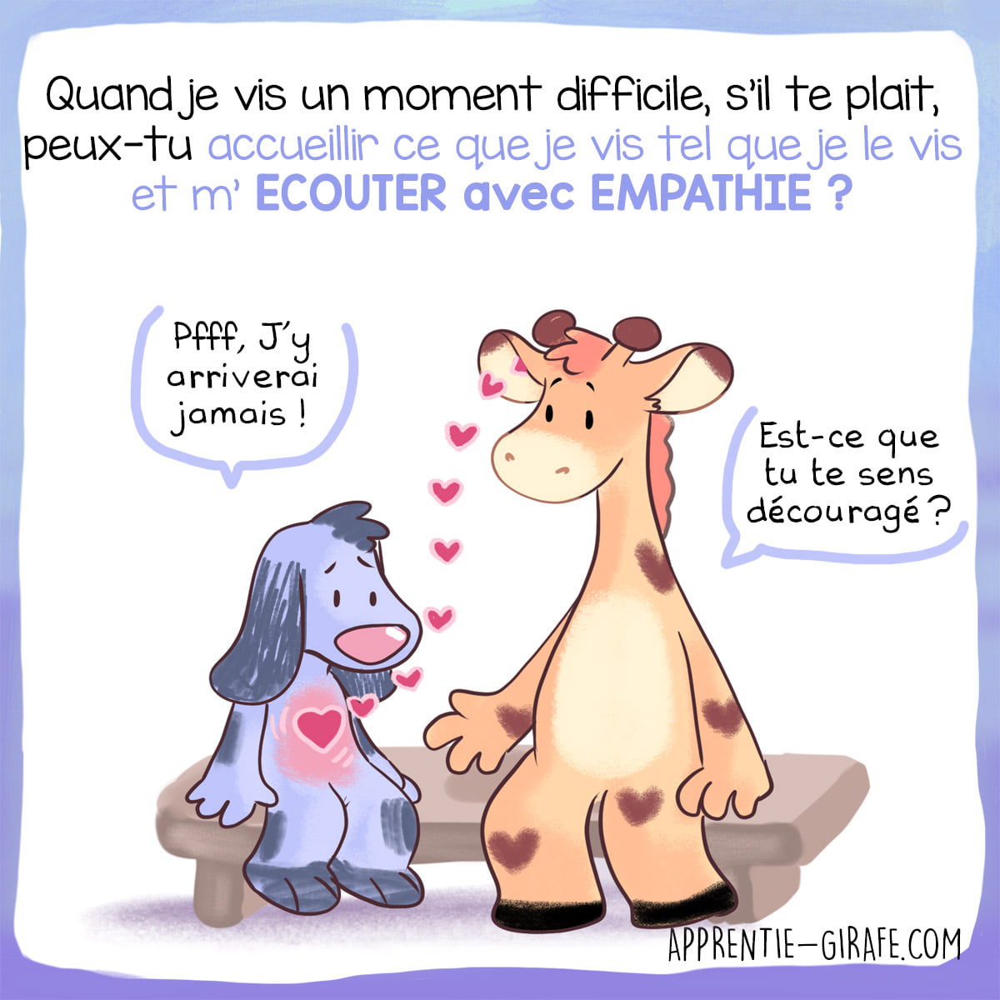 Quand je vis un moment difficile, s'il te plait,
peux-tu accueillir ce que je vis tel que je le vis
et m' ECOUTER avec EMPATHIE ?
Pfff, J'y
arriverai
jamais !
Est-ce que
tu te sens
découragé ?
APPRENTIE-GIRAFE.COM